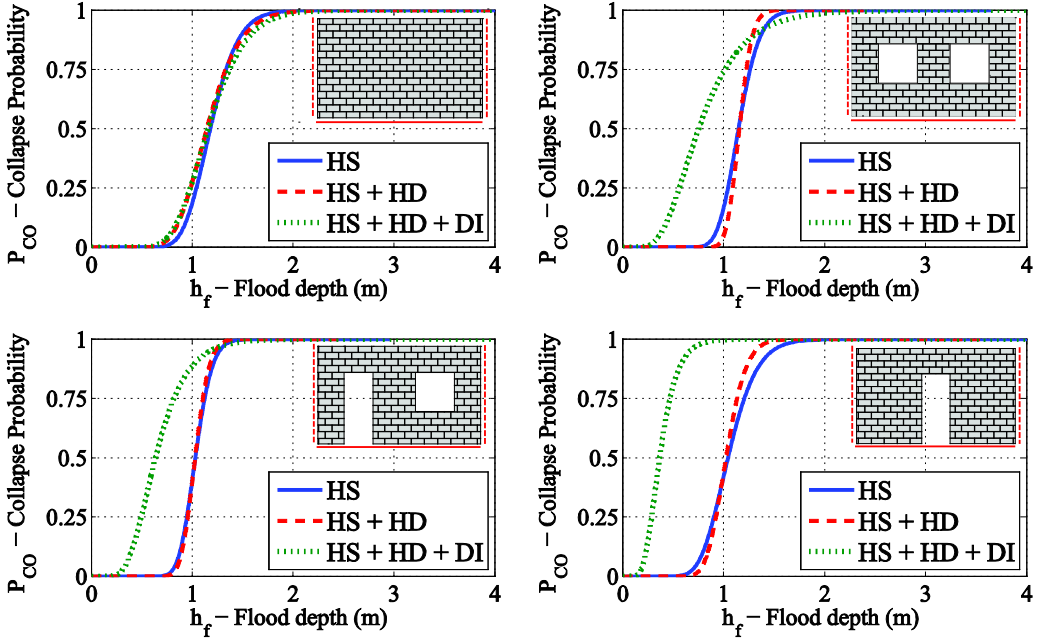 P_CO – Collapse Probability
1
0.75
0.5
0.25
0
HS
HS + HD
HS + HD + DI
0 1 2 3 4
h_f – Flood depth (m)
P_CO – Collapse Probability
1
0.75
0.5
0.25
0
HS
HS + HD
HS + HD + DI
0 1 2 3 4
h_f – Flood depth (m)
P_CO – Collapse Probability
1
0.75
0.5
0.25
0
HS
HS + HD
HS + HD + DI
0 1 2 3 4
h_f – Flood depth (m)
P_CO – Collapse Probability
1
0.75
0.5
0.25
0
HS
HS + HD
HS + HD + DI
0 1 2 3 4
h_f – Flood depth (m)